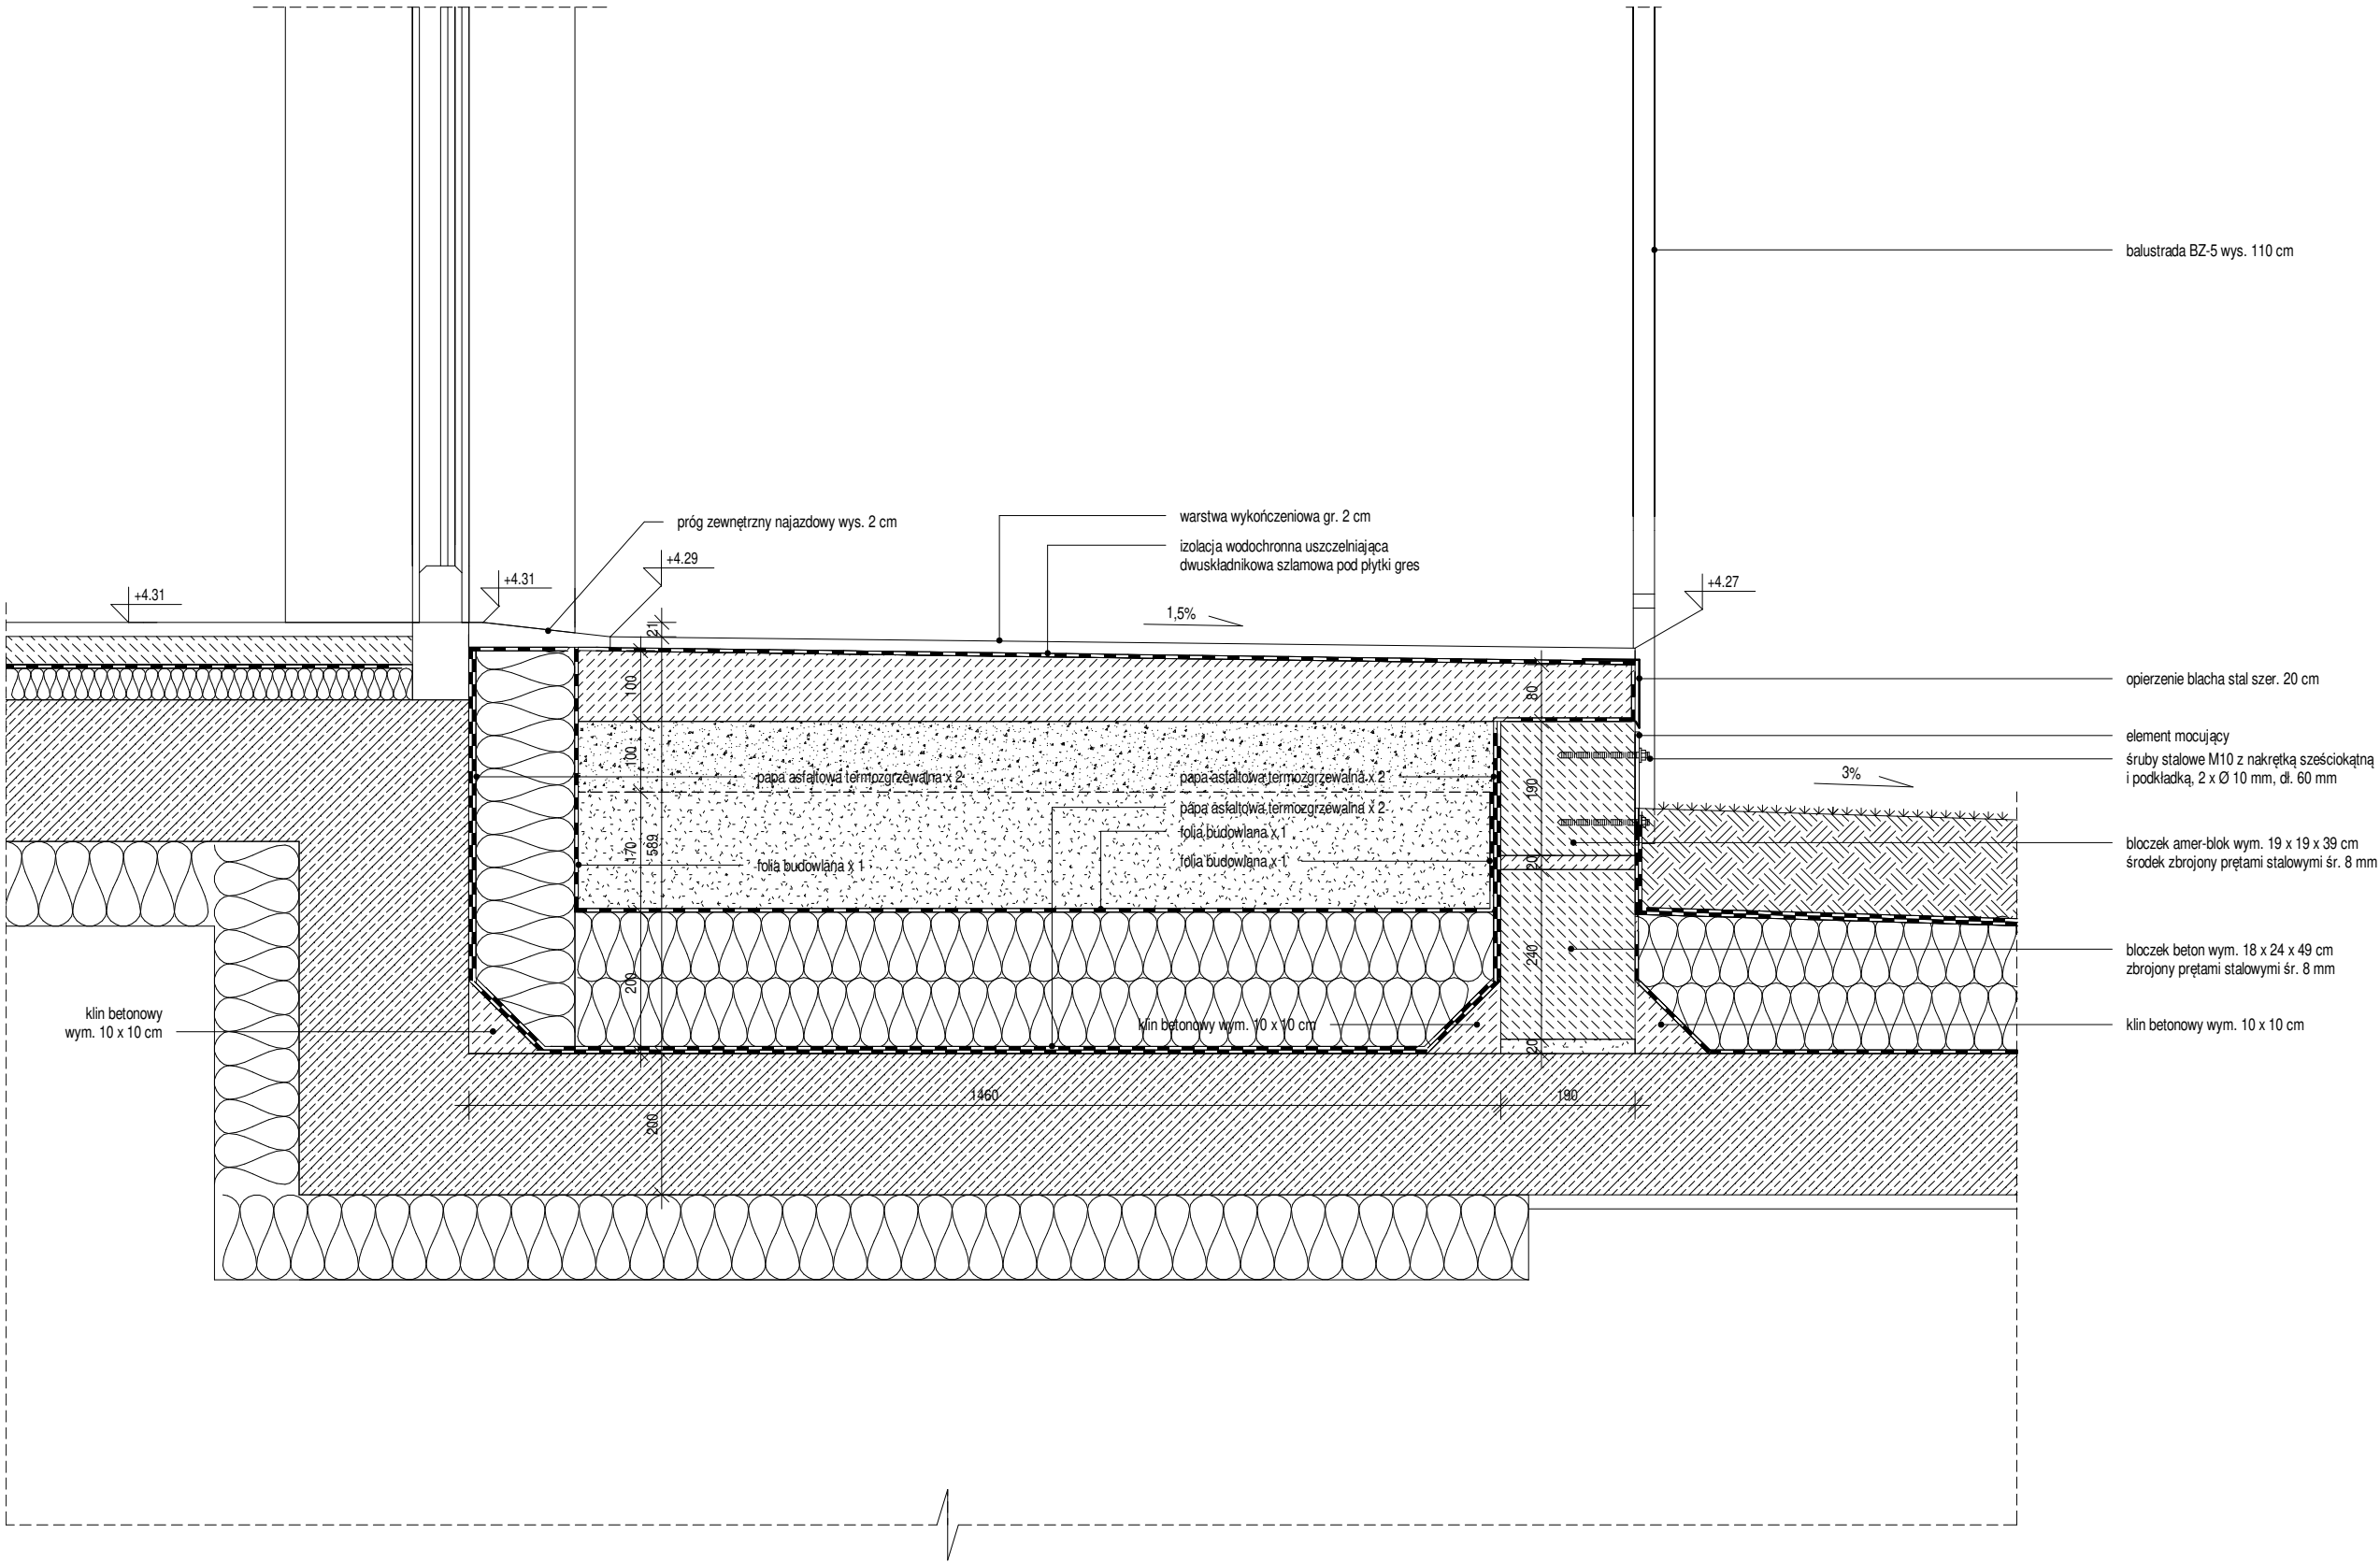 balustrada BZ-5 wys. 110 cm
próg zewnętrzny najazdowy wys. 2 cm
warstwa wykończeniowa gr. 2 cm
izolacja wodochronna uszczelniająca
dwuskładnikowa szlamowa pod płytki gres
+4.31
+4.31
+4.29
+4.27
1,5%
21
opierzenie blacha stal szer. 20 cm
100
80
element mocujący
śruby stalowe M10 z nakrętką sześciokątną
i podkładką, 2 x Ø 10 mm, dł. 60 mm
3%
100
190
papa asfaltowa termozgrzewalna x 2
papa asfaltowa termozgrzewalna x 2
papa asfaltowa termozgrzewalna x 2
folia budowlana x 1
folia budowlana x 1
folia budowlana x 1
170
589
20
bloczek amer-blok wym. 19 x 19 x 39 cm
środek zbrojony prętami stalowymi śr. 8 mm
200
240
bloczek beton wym. 18 x 24 x 49 cm
zbrojony prętami stalowymi śr. 8 mm
klin betonowy
wym. 10 x 10 cm
klin betonowy wym. 10 x 10 cm
klin betonowy wym. 10 x 10 cm
20
1460
190
200